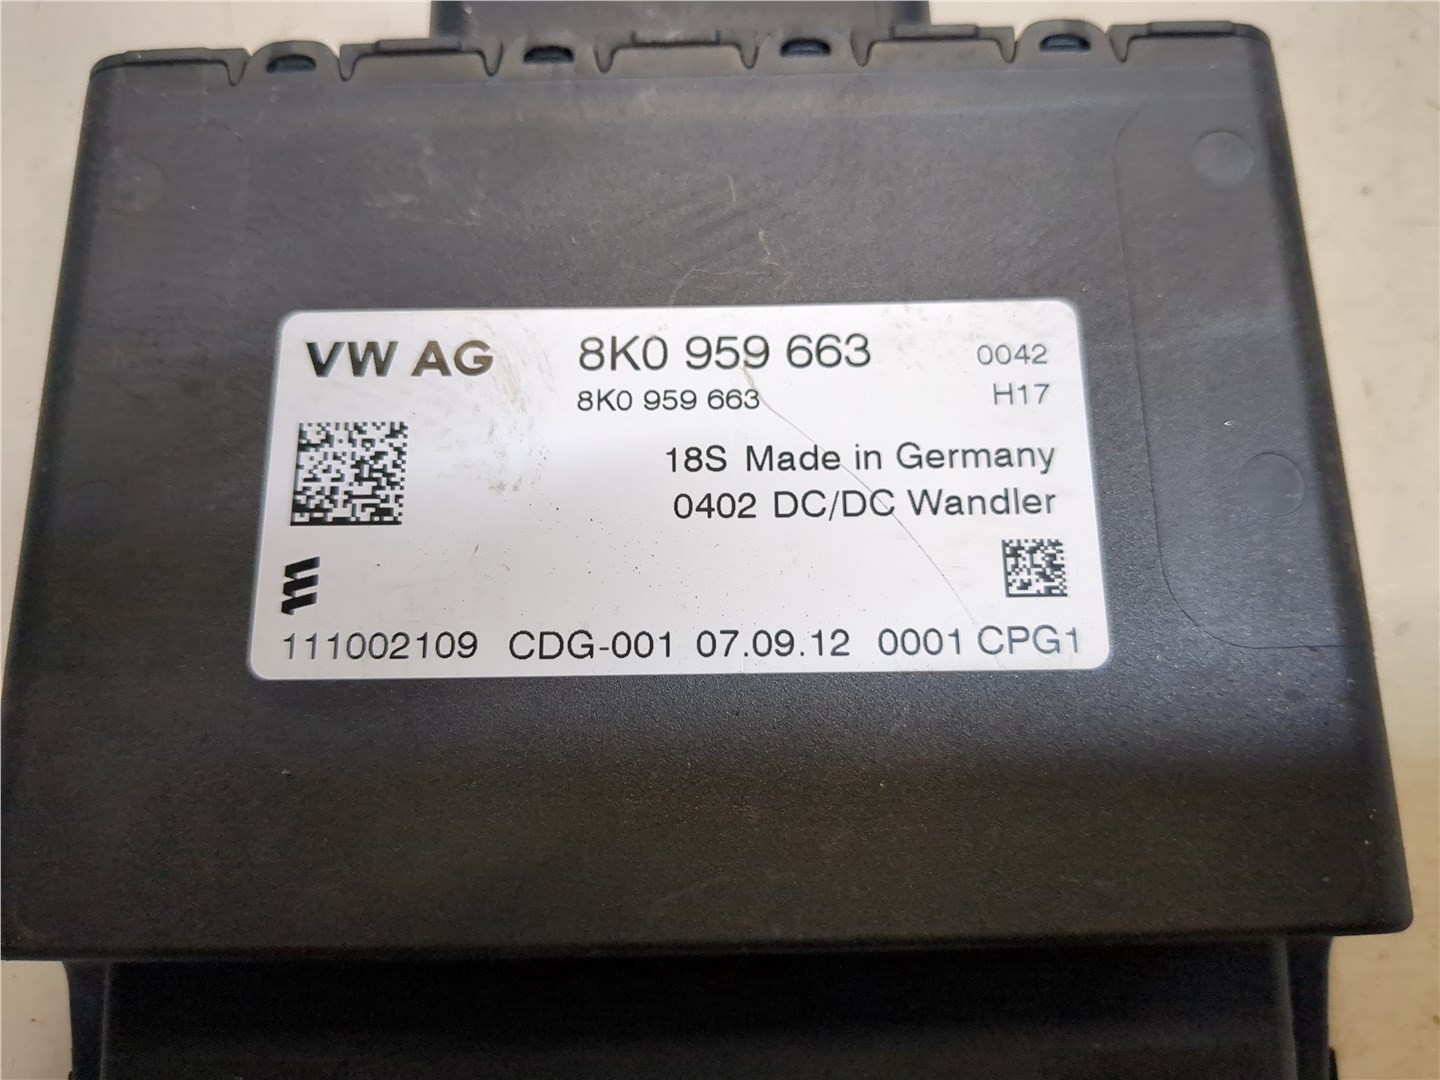 VW AG 8K0 959 663 0042
8K0 959 663 H17
18S Made in Germany
0402 DC/DC Wandler
111002109 CDG-001 07.09.12 0001 CPG1